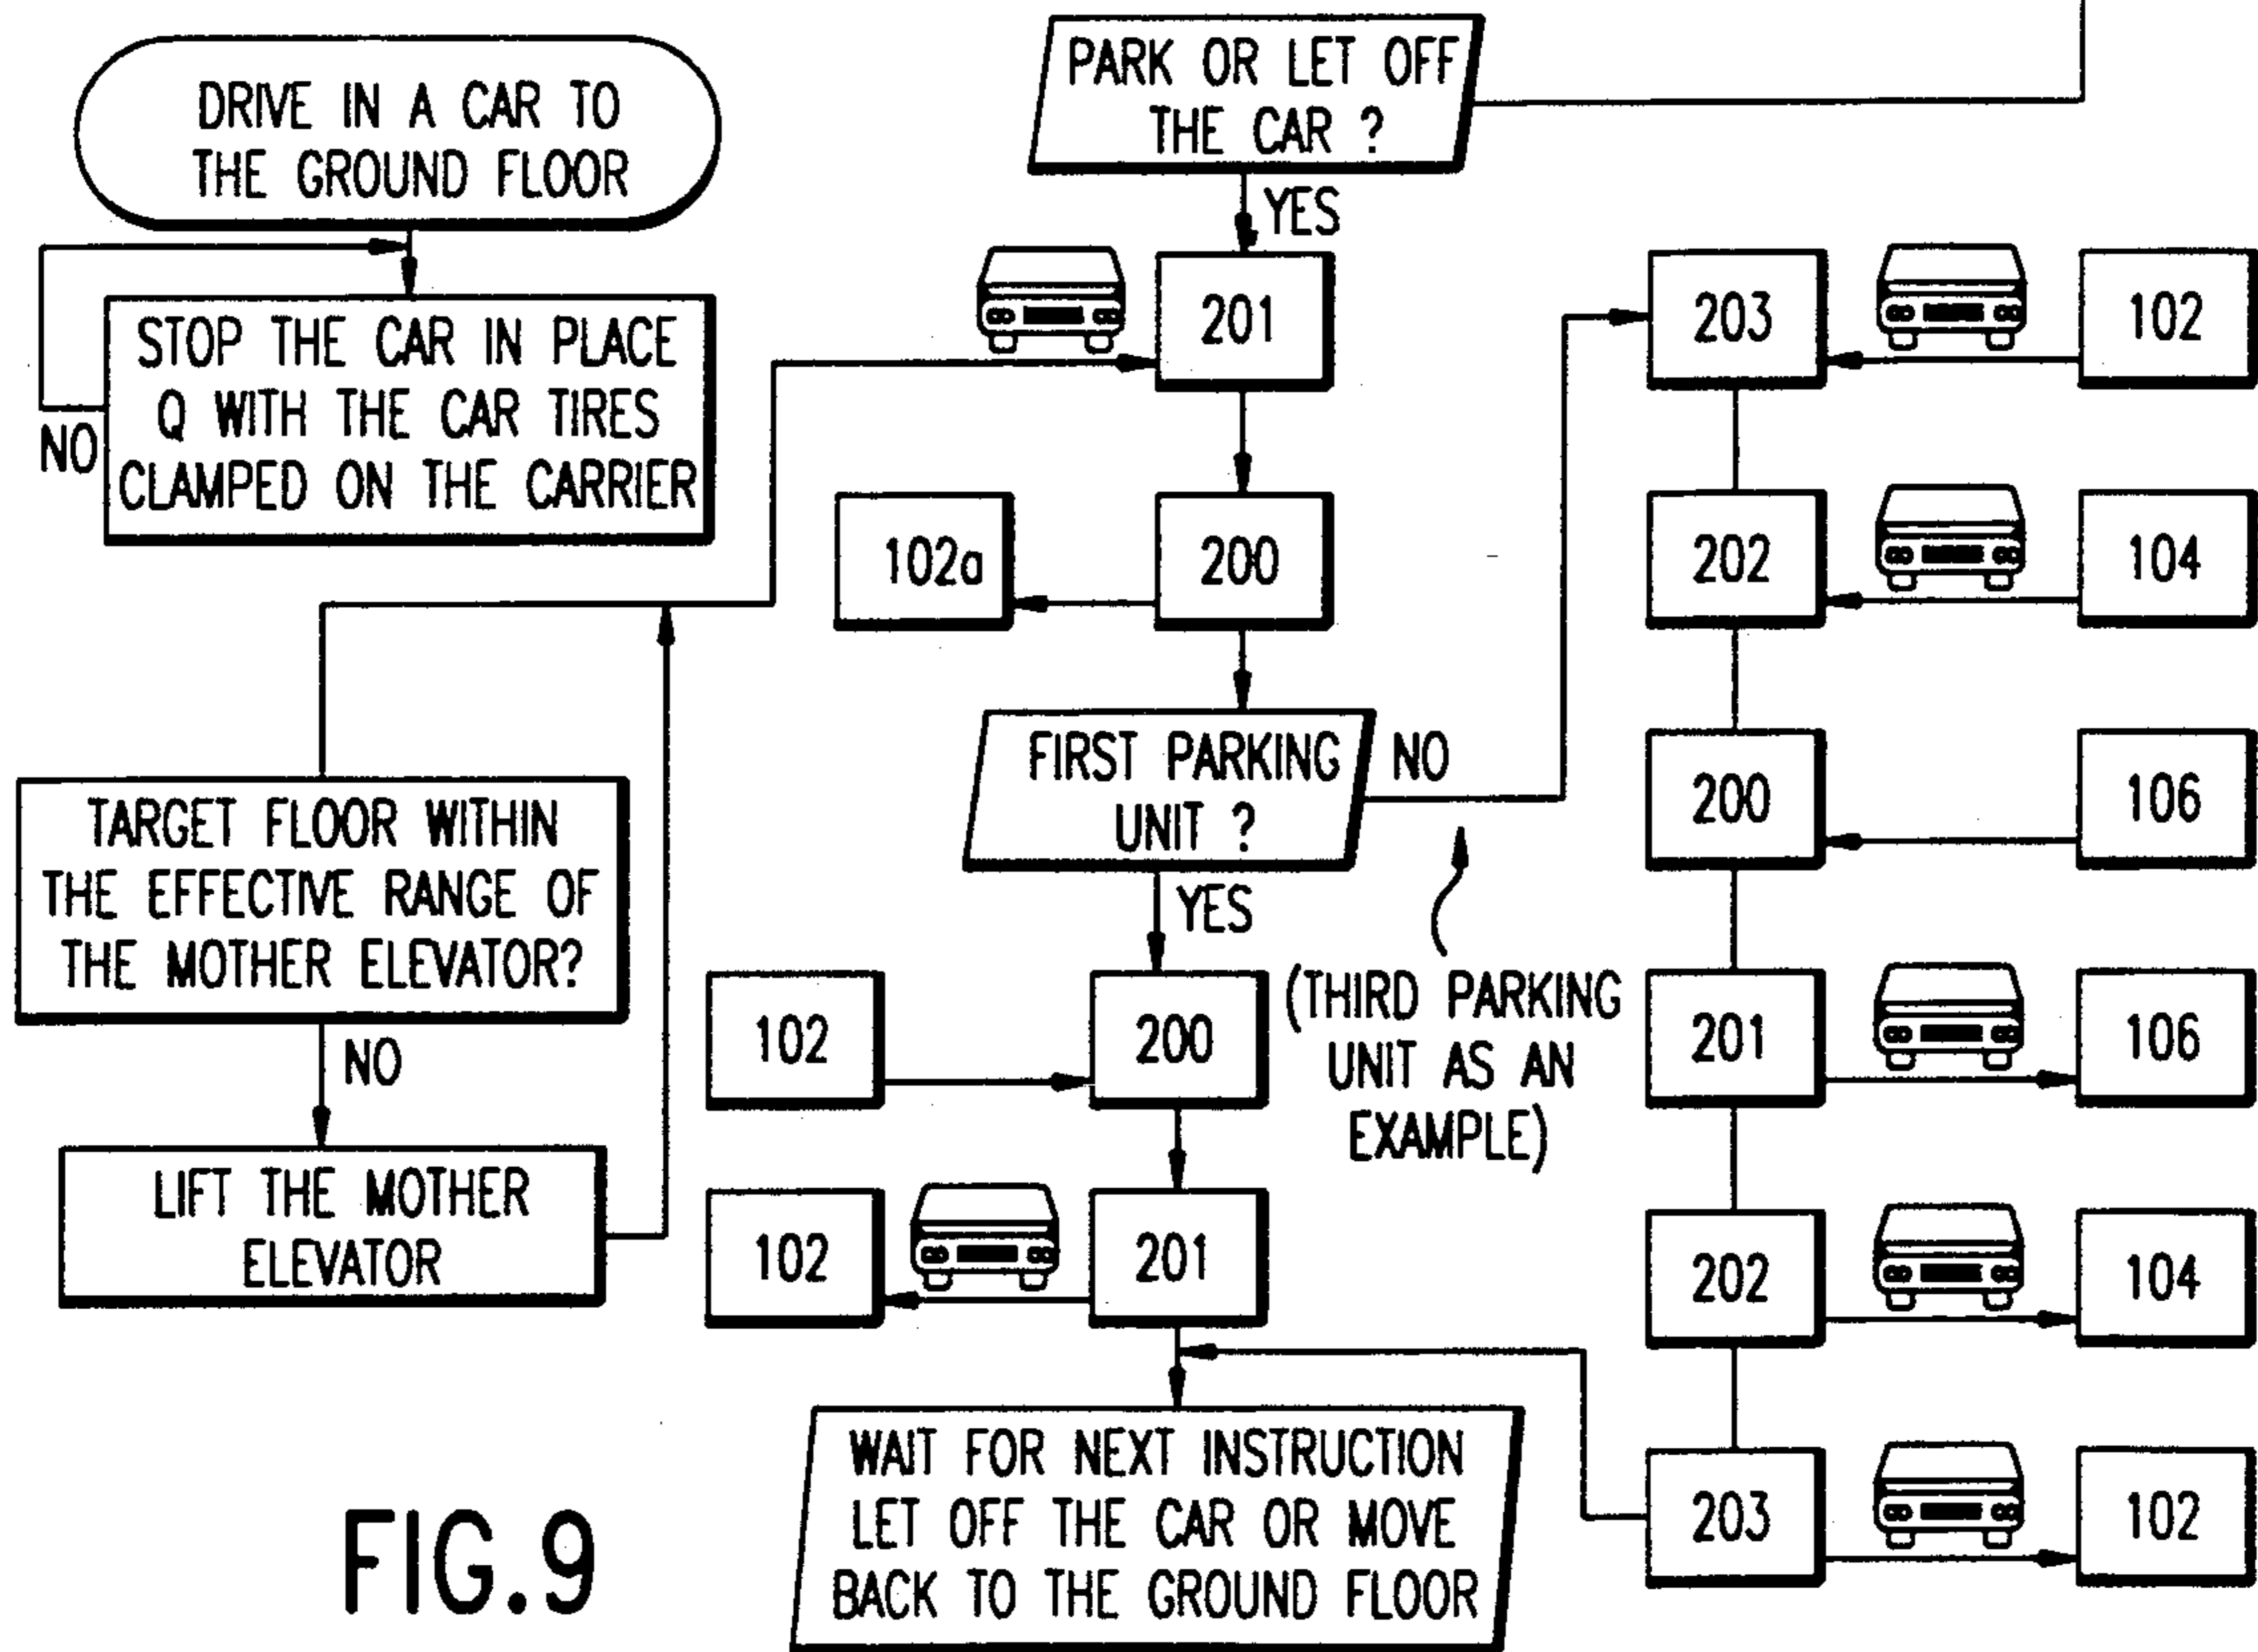 DRIVE IN A CAR TO
THE GROUND FLOOR
STOP THE CAR IN PLACE
Q WITH THE CAR TIRES
CLAMPED ON THE CARRIER
NO
TARGET FLOOR WITHIN
THE EFFECTIVE RANGE OF
THE MOTHER ELEVATOR?
NO
LIFT THE MOTHER
ELEVATOR
PARK OR LET OFF
THE CAR ?
YES
201
200
102a
FIRST PARKING
UNIT ?
NO
YES
(THIRD PARKING
UNIT AS AN
EXAMPLE)
102
200
102
201
WAIT FOR NEXT INSTRUCTION
LET OFF THE CAR OR MOVE
BACK TO THE GROUND FLOOR
203
102
202
104
200
106
201
106
202
104
203
102
FIG.9